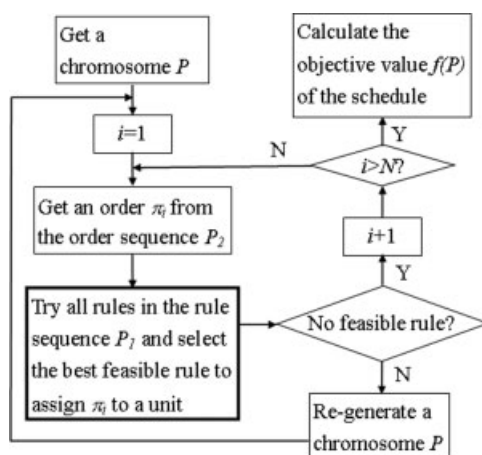 Get a
chromosome P
i=1
Get an order πi from
the order sequence P2
Try all rules in the rule
sequence P1 and select
the best feasible rule to
assign πi to a unit
No feasible rule?
Y
N
i+1
i>N?
N
Y
Calculate the
objective value f(P)
of the schedule
Re-generate a
chromosome P